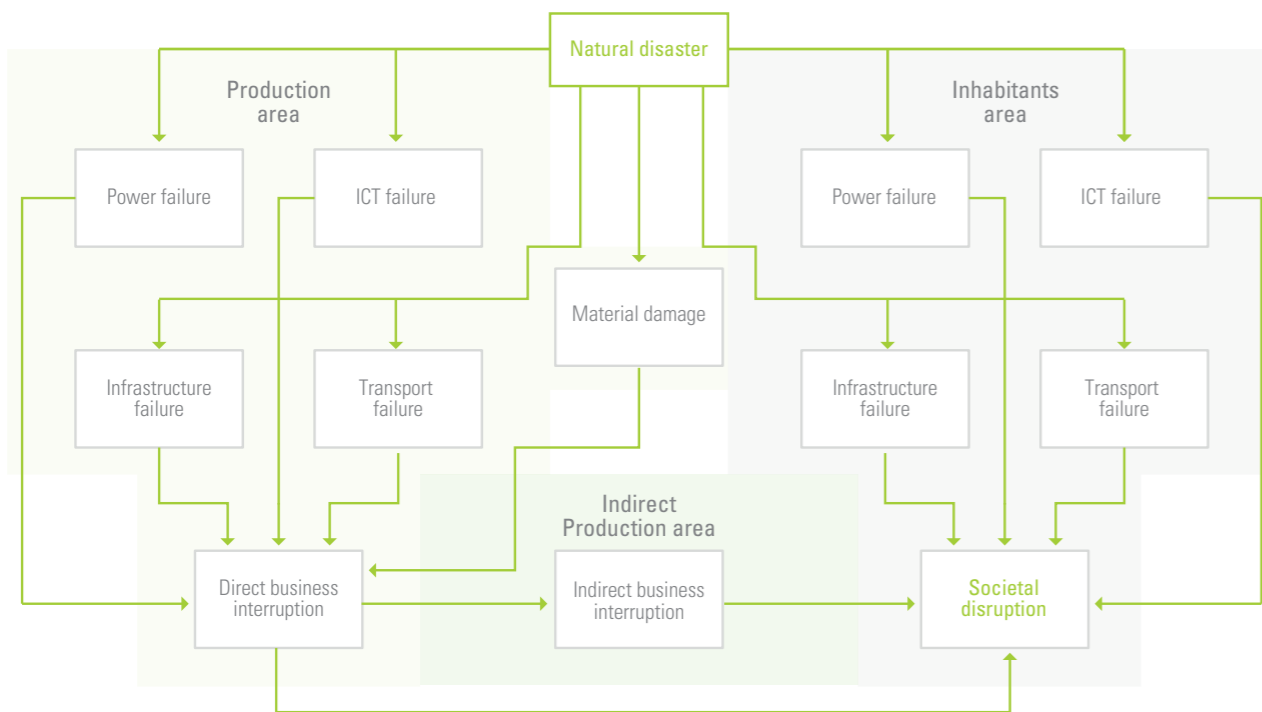 Natural disaster
Production
area
Inhabitants
area
Power failure
ICT failure
Power failure
ICT failure
Material damage
Infrastructure
failure
Transport
failure
Infrastructure
failure
Transport
failure
Indirect
Production area
Direct business
interruption
Indirect business
interruption
Societal
disruption